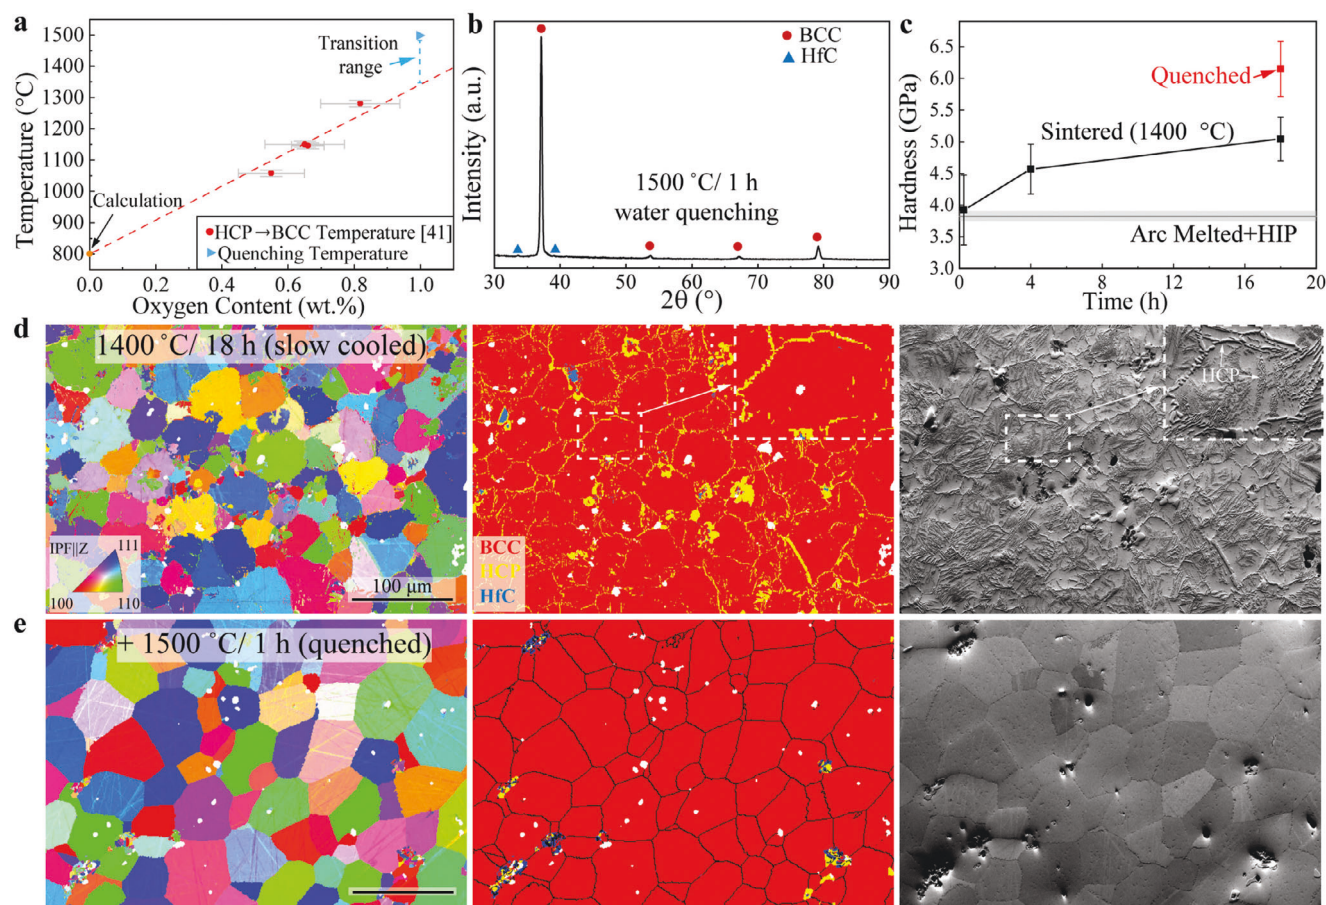 a
1500
1400
1300
1200
1150
1000
900
800
0.0
0.2
0.4
0.6
0.8
1.0
Temperature (°C)
Oxygen Content (wt.%)
Transition
range
Calculation
HCP→BCC Temperature [41]
Quenching Temperature
b
BCC
HfC
1500 °C/ 1 h
water quenching
30
40
50
60
70
80
90
Intensity (a.u.)
2θ (°)
c
6.5
6.0
5.5
5.0
4.5
4.0
3.5
3.0
0
4
8
12
16
20
Hardness (GPa)
Time (h)
Quenched
Sintered (1400 °C)
Arc Melted+HIP
d
1400 °C/ 18 h (slow cooled)
IPF||Z
111
100
110
100 μm
BCC
HCP
HfC
HCP
e
+ 1500 °C/ 1 h (quenched)